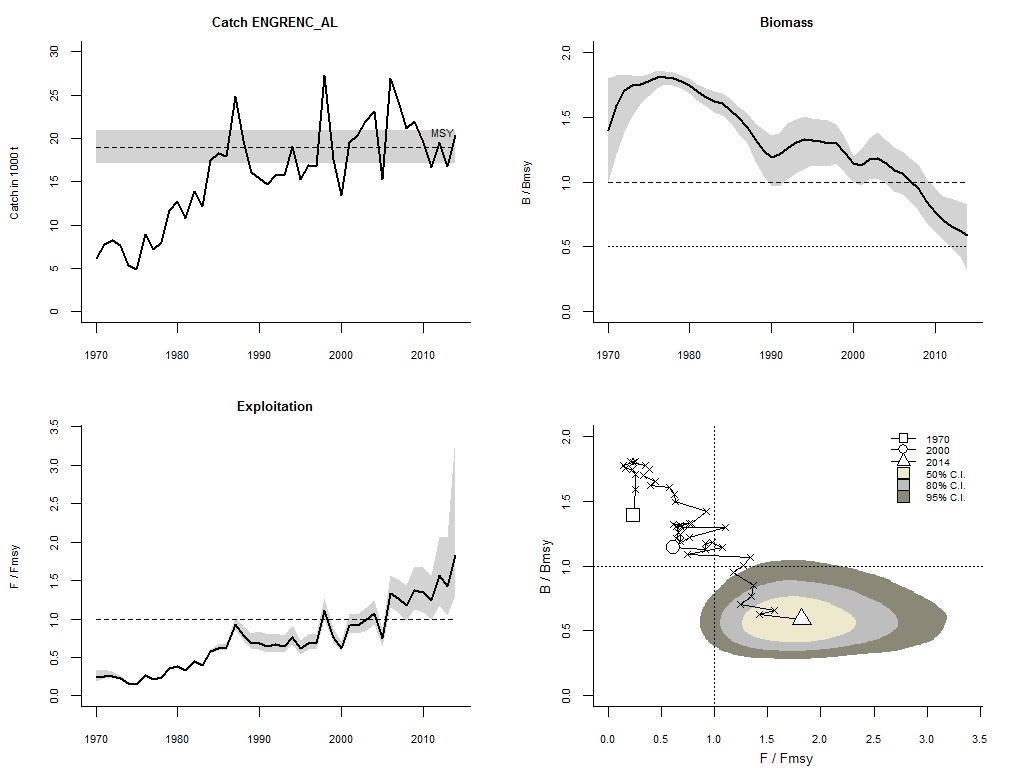 Catch ENGRENC_AL
Catch in 1000 t
30
25
20
15
10
5
0
MSY
1970 1980 1990 2000 2010
Biomass
B / Bmsy
2.0
1.5
1.0
0.5
0.0
1970 1980 1990 2000 2010
Exploitation
F / Fmsy
3.5
3.0
2.5
2.0
1.5
1.0
0.5
0.0
1970 1980 1990 2000 2010
B / Bmsy
2.0
1.5
1.0
0.5
0.0
1970
2000
2014
50% C.I.
80% C.I.
95% C.I.
0.0 0.5 1.0 1.5 2.0 2.5 3.0 3.5
F / Fmsy